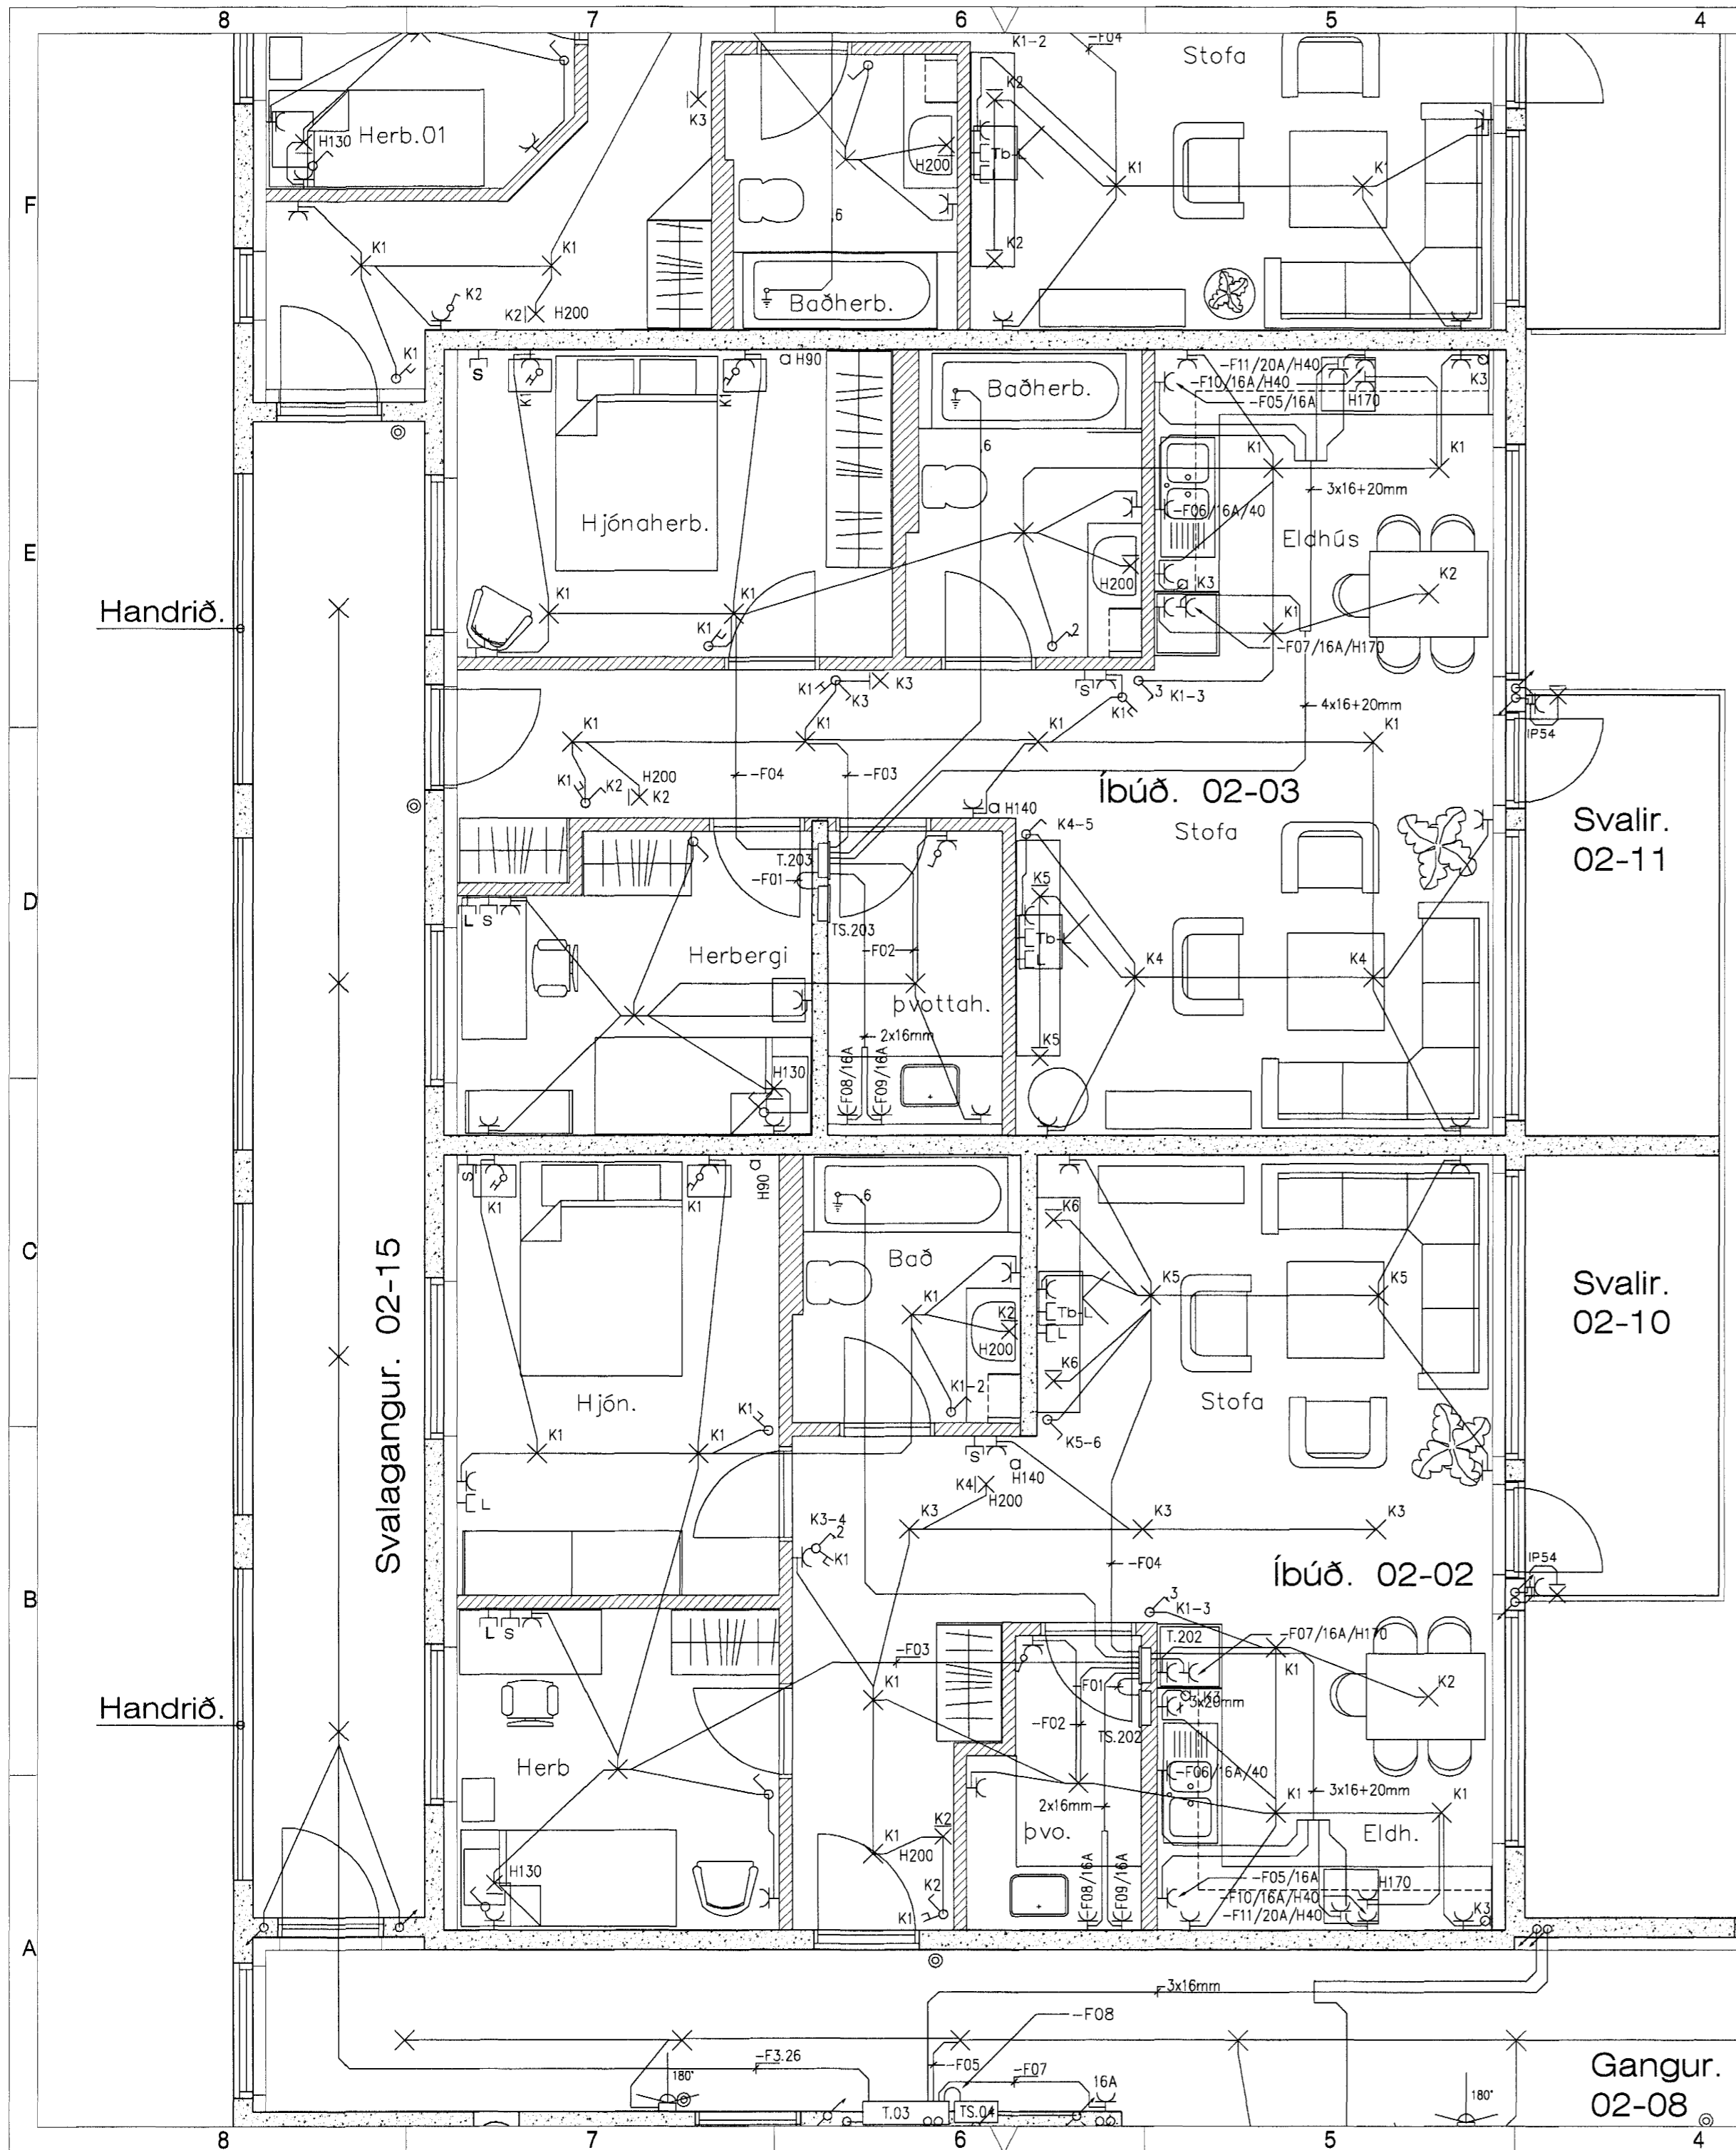 8 7 6 5 4
F
E
D
C
B
A
Herb.01
H130
K3
H200
6
Baðherb.
K1-2
K2
Tb-L
L
K2
-F04
Stofa
K1
K1
K1
K1
K2
K2 H200
K1
S
K1
K1
a H90
Hjónaherb.
Baðherb.
6
-F11/20A/H40
-F10/16A/H40
-F05/16A
H170
K3
K1
K1
3x16+20mm
-F06/16A/40
Eldhús
H200
a K3
K2
K1
-F07/16A/H170
Handrið.
K1
K1
K1
2
K1
K3
K3
S
K1
3
K1-3
4x16+20mm
IP54
K1
K1
K1
K1
K1
K2
H200
K2
-F04
-F03
a H140
Íbúð. 02-03
K4-5
Stofa
Svalir.
02-11
T.203
-F01
TS.203
-F02
K5
Tb-L
L
K5
K4
K4
L S
Herbergi
Þvottah.
2x16mm
F08/16A
F09/16A
H130
S
K1
K1
a
H90
6
Bað
K1
K2
H200
K1-2
K6
Tb-L
L
K6
K5
K5
K5-6
Stofa
Svalir.
02-10
Svalagangur. 02-15
Hjón.
K1
K1
K1
L
S
a
H140
K4
H200
K3
K3
K3
K3-4
2
K1
-F04
Íbúð. 02-02
IP54
3
K1-3
L S
-F03
K1
T.202
-F07/16A/H170
K1
K2
-F01
-F02
TS.202
K3
3x20mm
Handrið.
Herb
-F06/16A/40
3x16+20mm
2x16mm
K1
K1
Þvo.
Eldh.
K1
K2
H200
K2
K1
H130
F08/16A
F09/16A
-F05/16A
-F10/16A/H40
-F11/20A/H40
H170
K3
3x16mm
-F08
-F3.26
-F05
-F07
180°
16A
T.03
TS.04
180°
Gangur.
02-08
8 7 6 5 4